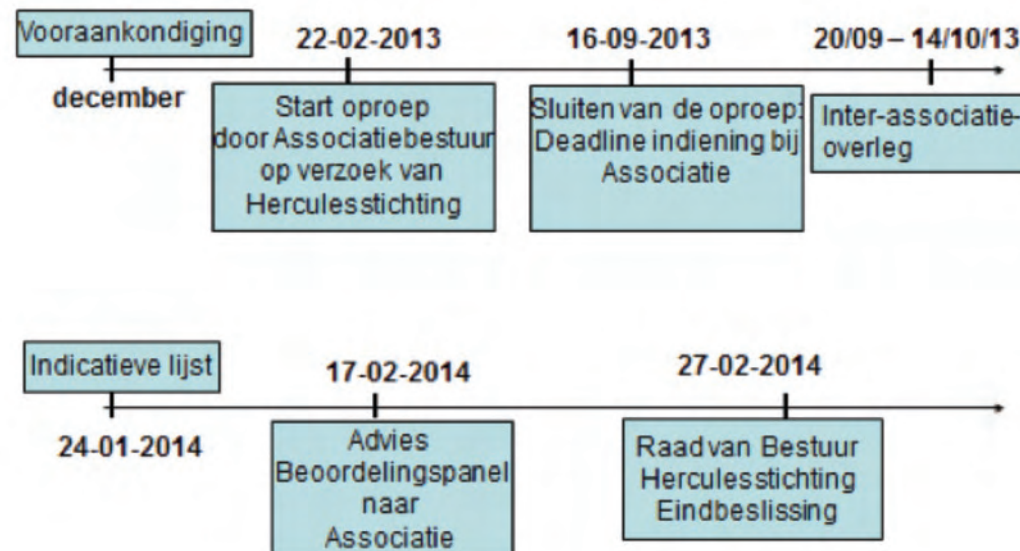 Vooraankondiging
december
22-02-2013
Start oproep
door Associatiebestuur
op verzoek van
Herculesstichting
16-09-2013
Sluiten van de oproep:
Deadline indiening bij
Associatie
20/09 – 14/10/13
Inter-associatie-
overleg
Indicatieve lijst
24-01-2014
17-02-2014
Advies
Beoordelingspanel
naar
Associatie
27-02-2014
Raad van Bestuur
Herculesstichting
Eindbeslissing